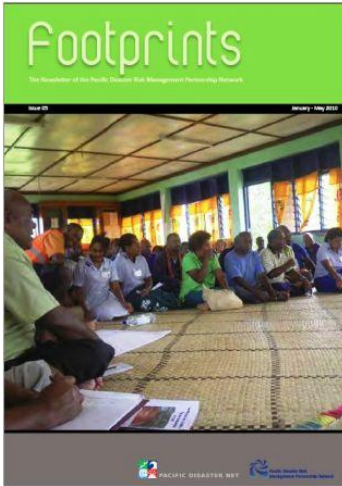 Footprints
The Newsletter of the Pacific Disaster Risk Management Partnership Network
Issue 05
January - May 2010
PACIFIC DISASTER NET
Pacific Disaster Risk
Management Partnership Network